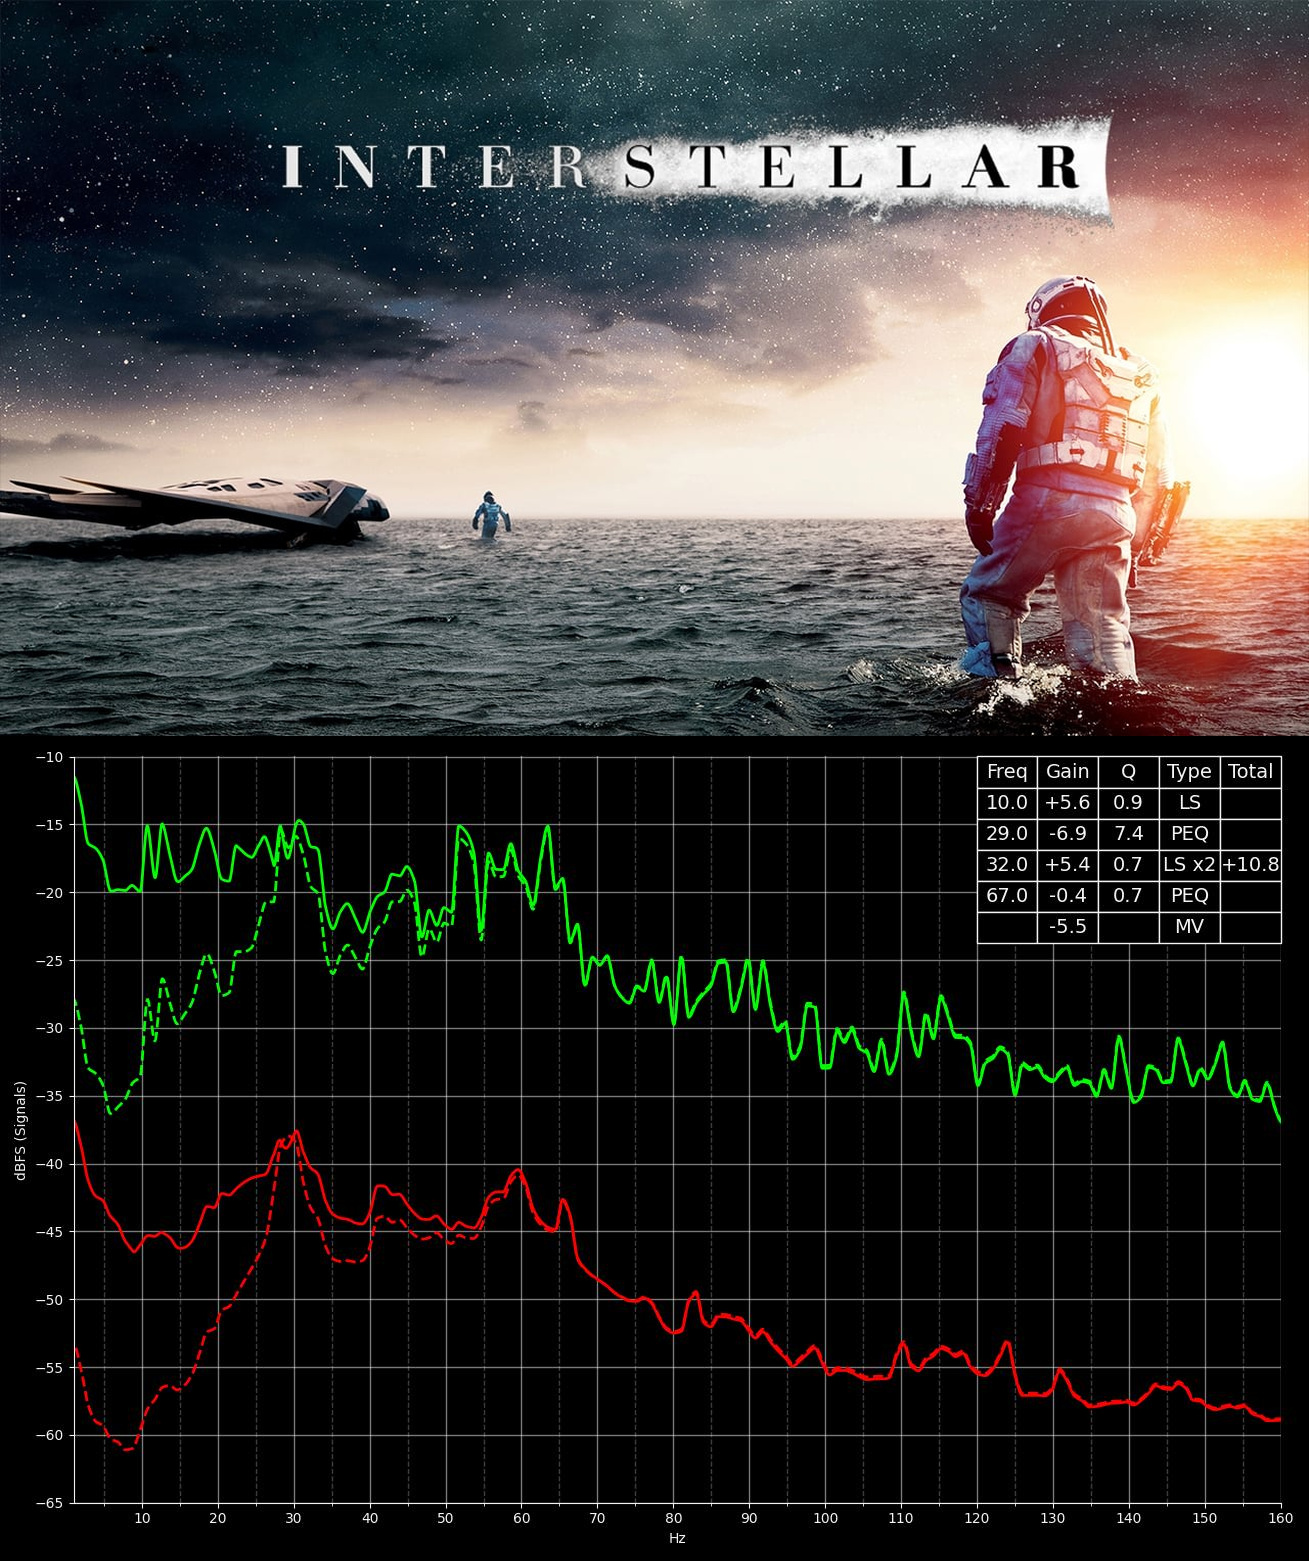 INTERSTELLAR
Freq Gain Q Type Total
10.0 +5.6 0.9 LS
29.0 -6.9 7.4 PEQ
32.0 +5.4 0.7 LS x2 +10.8
67.0 -0.4 0.7 PEQ
-5.5 MV
−10
−15
−20
−25
−30
−35
−40
−45
−50
−55
−60
−65
dBFS (Signals)
10 20 30 40 50 60 70 80 90 100 110 120 130 140 150 160
Hz